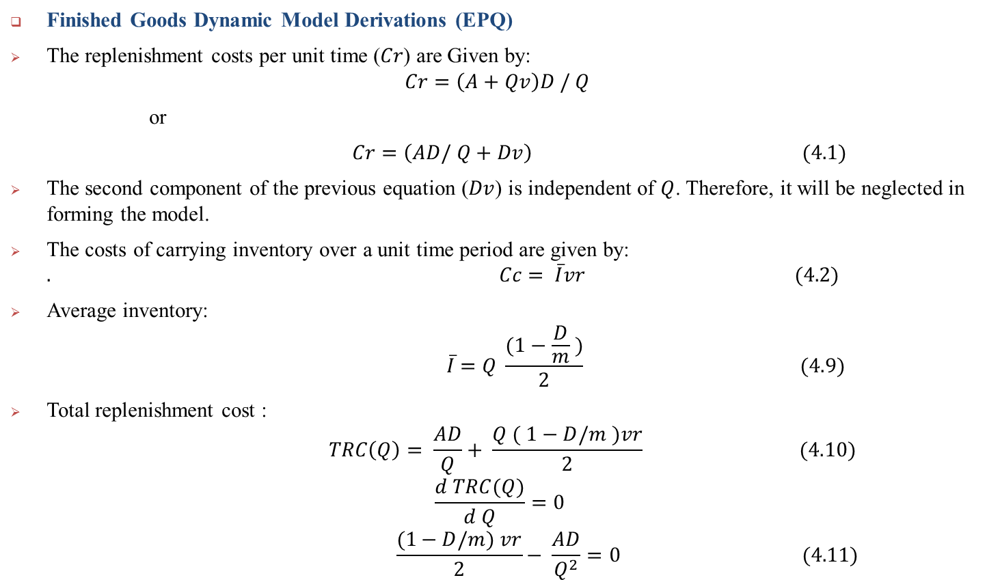 Finished Goods Dynamic Model Derivations (EPQ)
The replenishment costs per unit time (Cr) are Given by:
Cr = (A + Qv)D / Q
or
Cr = (AD/ Q + Dv) (4.1)
The second component of the previous equation (Dv) is independent of Q. Therefore, it will be neglected in
forming the model.
The costs of carrying inventory over a unit time period are given by:
. Cc = Īvr (4.2)
Average inventory:
Ī = Q (1 − D/m) / 2 (4.9)
Total replenishment cost :
TRC(Q) = AD/Q + Q ( 1 − D/m )vr / 2 (4.10)
d TRC(Q) / d Q = 0
(1 − D/m) vr / 2 − AD / Q² = 0 (4.11)